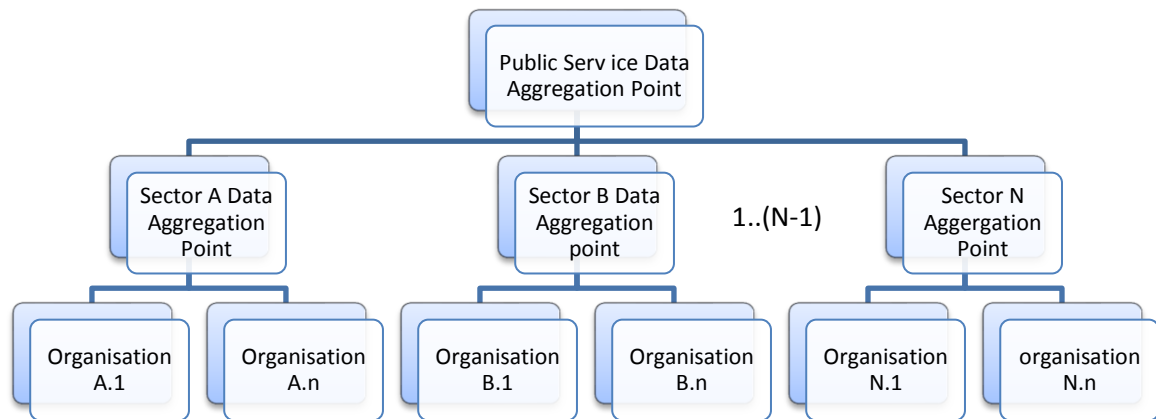 Public Serv ice Data
Aggregation Point
Sector A Data
Aggregation
Point
Sector B Data
Aggregation
point
1..(N-1)
Sector N
Aggergation
Point
Organisation
A.1
Organisation
A.n
Organisation
B.1
Organisation
B.n
Organisation
N.1
organisation
N.n